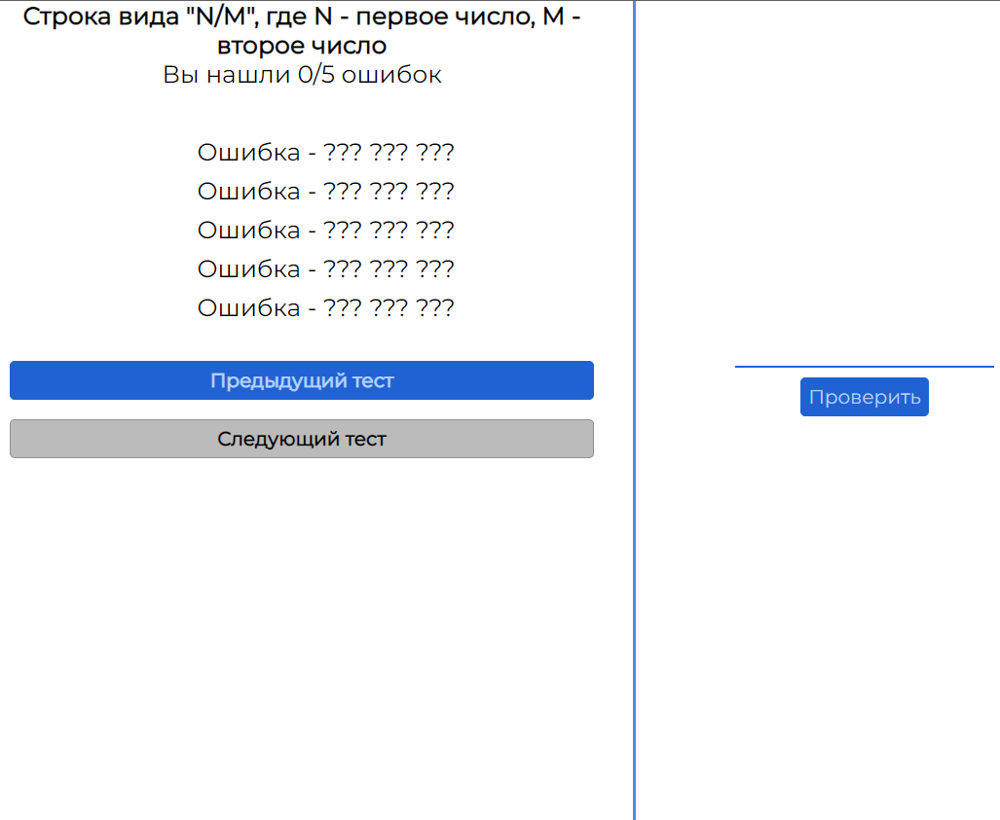 Строка вида "N/M", где N - первое число, M -
второе число
Вы нашли 0/5 ошибок
Ошибка - ??? ??? ???
Ошибка - ??? ??? ???
Ошибка - ??? ??? ???
Ошибка - ??? ??? ???
Ошибка - ??? ??? ???
Предыдущий тест
Следующий тест
Проверить